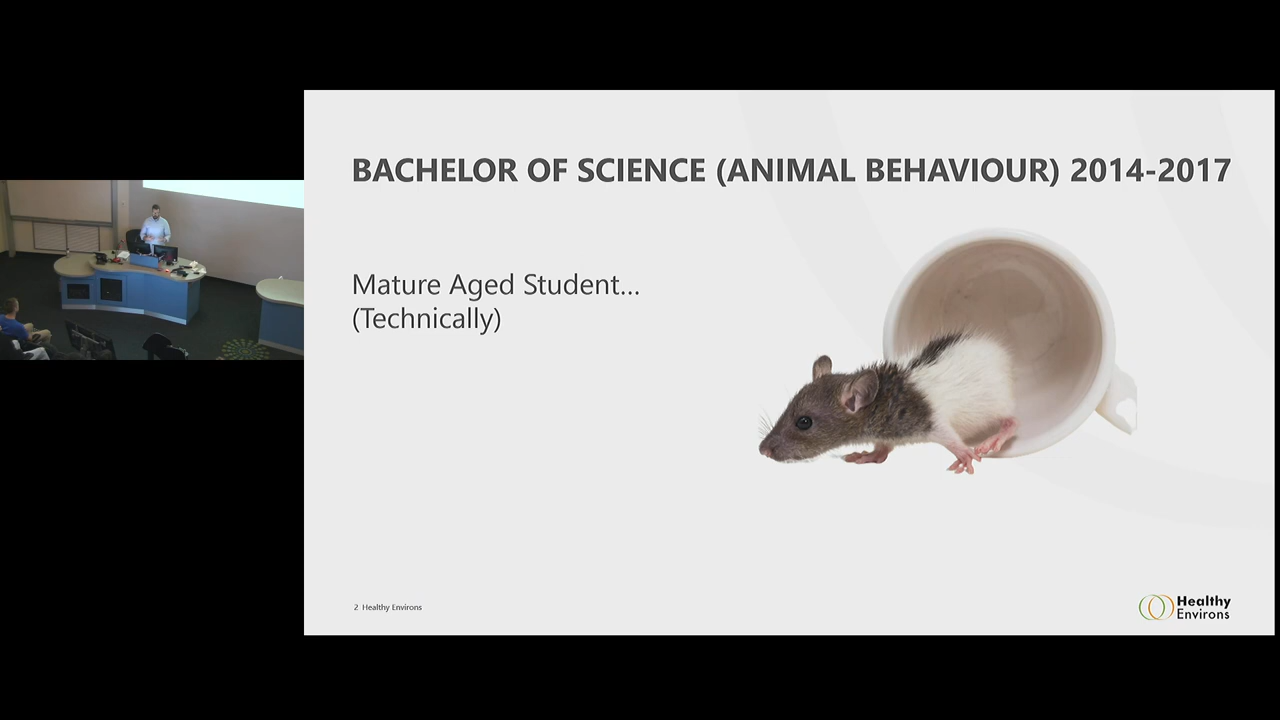 BACHELOR OF SCIENCE (ANIMAL BEHAVIOUR) 2014-2017
Mature Aged Student...
(Technically)
2 Healthy Environs
Healthy
Environs